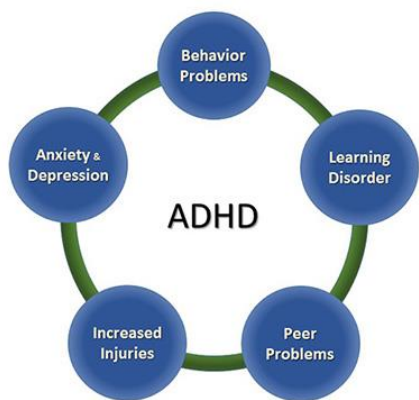 Behavior
Problems
Anxiety &
Depression
Learning
Disorder
ADHD
Increased
Injuries
Peer
Problems